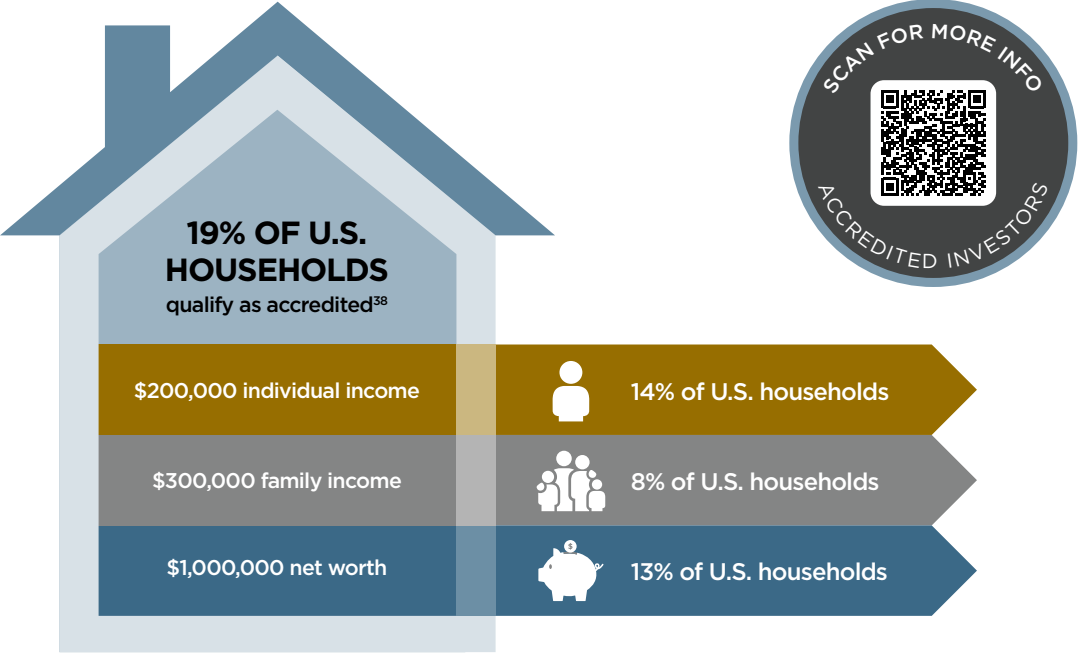 SCAN FOR MORE INFO
ACCREDITED INVESTORS
19% OF U.S.
HOUSEHOLDS
qualify as accredited³⁸
$200,000 individual income
14% of U.S. households
$300,000 family income
8% of U.S. households
$
$1,000,000 net worth
13% of U.S. households